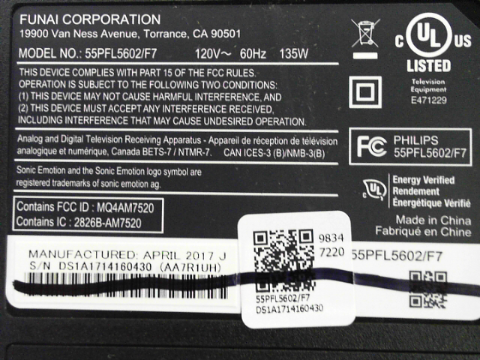 FUNAI CORPORATION
19900 Van Ness Avenue, Torrance, CA 90501
MODEL NO.: 55PFL5602/F7 120V~ 60Hz 135W
THIS DEVICE COMPLIES WITH PART 15 OF THE FCC RULES.
OPERATION IS SUBJECT TO THE FOLLOWING TWO CONDITIONS:
(1) THIS DEVICE MAY NOT CAUSE HARMFUL INTERFERENCE, AND
(2) THIS DEVICE MUST ACCEPT ANY INTERFERENCE RECEIVED,
INCLUDING INTERFERENCE THAT MAY CAUSE UNDESIRED OPERATION.
Analog and Digital Television Receiving Apparatus - Appareil de réception de télévision
analogique et numérique, Canada BETS-7 / NTMR-7. CAN ICES-3 (B)/NMB-3(B)
Sonic Emotion and the Sonic Emotion logo symbol are
registered trademarks of sonic emotion ag.
Contains FCC ID : MQ4AM7520
Contains IC : 2826B-AM7520
C UL US
LISTED
Television
Equipment
E471229
FC PHILIPS
55PFL5602/F7
C UL
Energy Verified
Rendement
Énergétique Vérifié
Made in China
Fabriqué en China
MANUFACTURED: APRIL 2017 J
S/N DS1A1714160430 (AA7R1UH)
9834
7220
55PFL5602/F7
DS1A1714160430
55PFL5602/F7